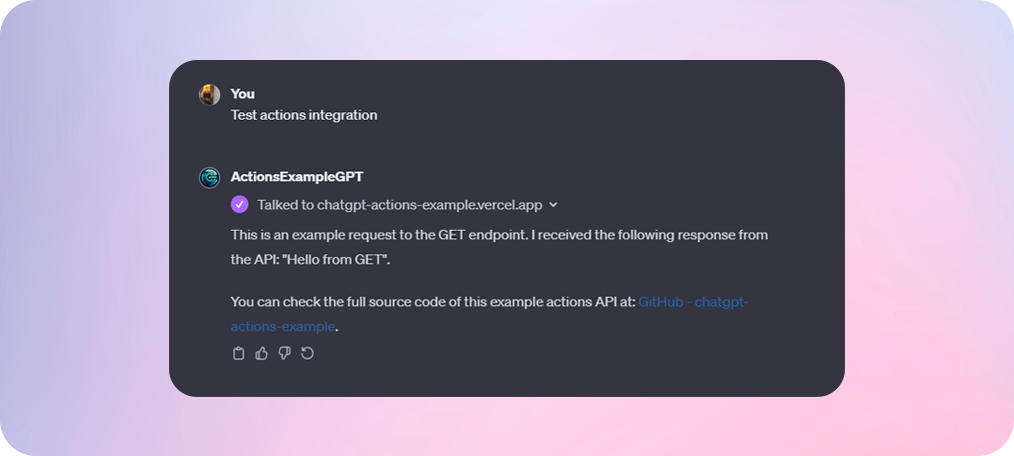 You
Test actions integration
ActionsExampleGPT
Talked to chatgpt-actions-example.vercel.app
This is an example request to the GET endpoint. I received the following response from
the API: "Hello from GET".
You can check the full source code of this example actions API at: GitHub - chatgpt-
actions-example.